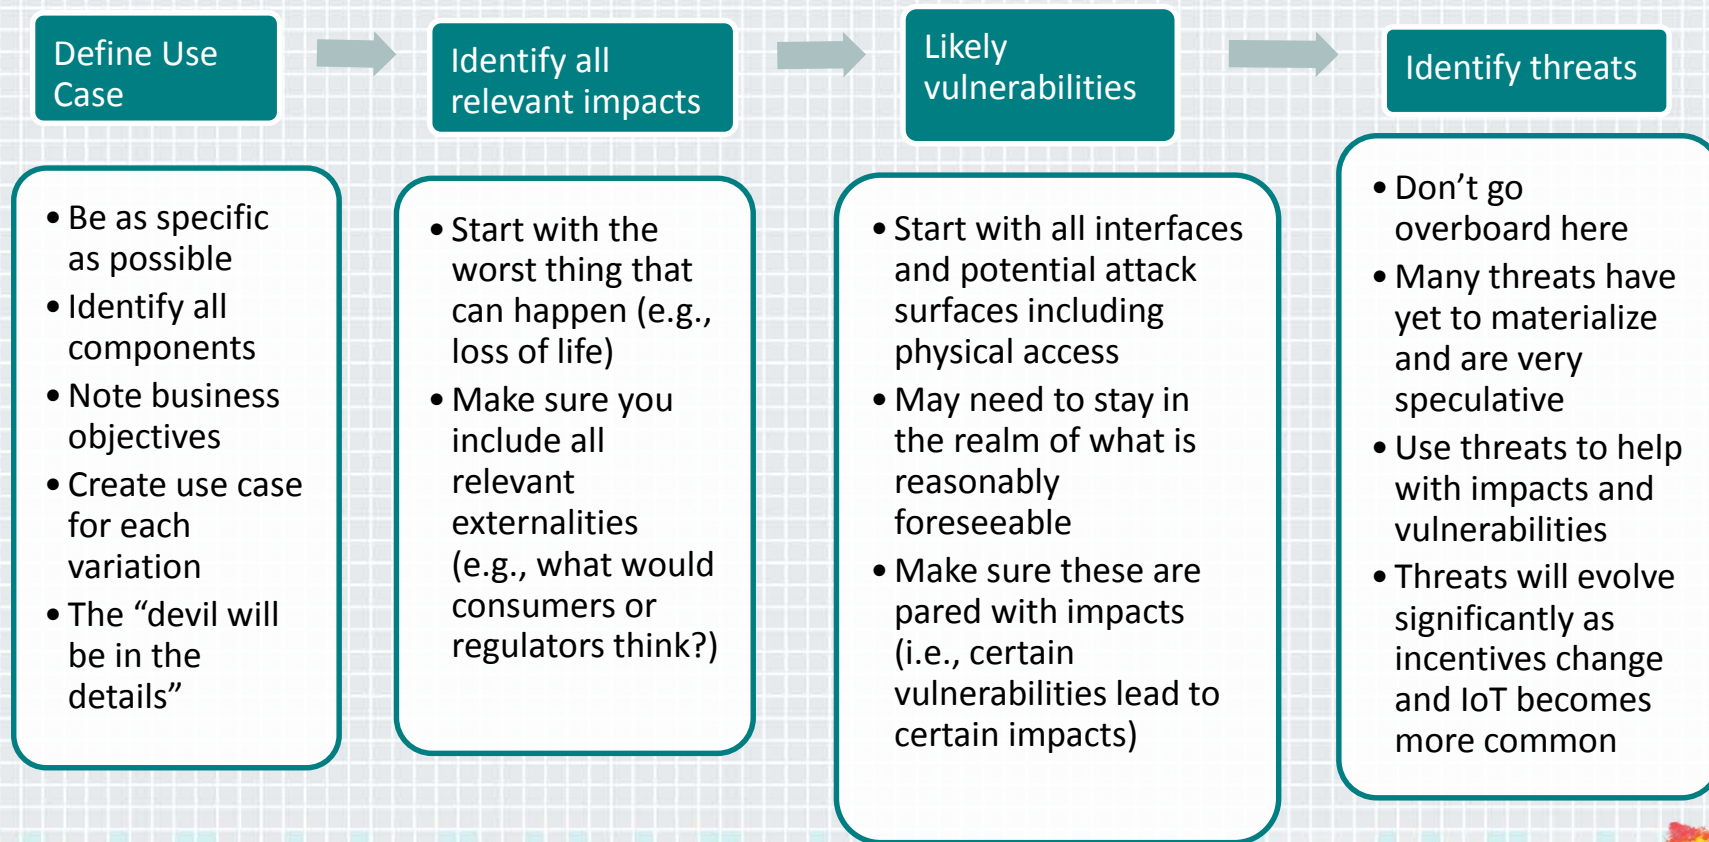 Define Use
Case
• Be as specific
as possible
• Identify all
components
• Note business
objectives
• Create use case
for each
variation
• The “devil will
be in the
details”
Identify all
relevant impacts
• Start with the
worst thing that
can happen (e.g.,
loss of life)
• Make sure you
include all
relevant
externalities
(e.g., what would
consumers or
regulators think?)
Likely
vulnerabilities
• Start with all interfaces
and potential attack
surfaces including
physical access
• May need to stay in
the realm of what is
reasonably
foreseeable
• Make sure these are
pared with impacts
(i.e., certain
vulnerabilities lead to
certain impacts)
Identify threats
• Don’t go
overboard here
• Many threats have
yet to materialize
and are very
speculative
• Use threats to help
with impacts and
vulnerabilities
• Threats will evolve
significantly as
incentives change
and IoT becomes
more common